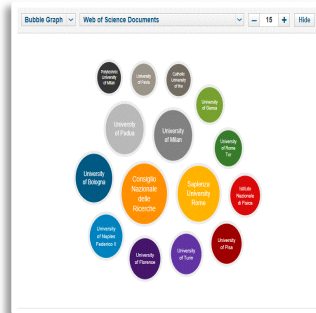 Bubble Graph
Web of Science Documents
− 15 + Hide
Polytechnic
University
of Milan
University
of Pavia
Catholic
University
of the
University
of Genoa
University
of Padua
University
of Milan
University
of Rome
Tor
University
of Bologna
Consiglio
Nazionale
delle
Ricerche
Sapienza
University
Rome
Istituto
Nazionale
di Fisica
University
of Naples
Federico II
University
of Florence
University
of Turin
University
of Pisa